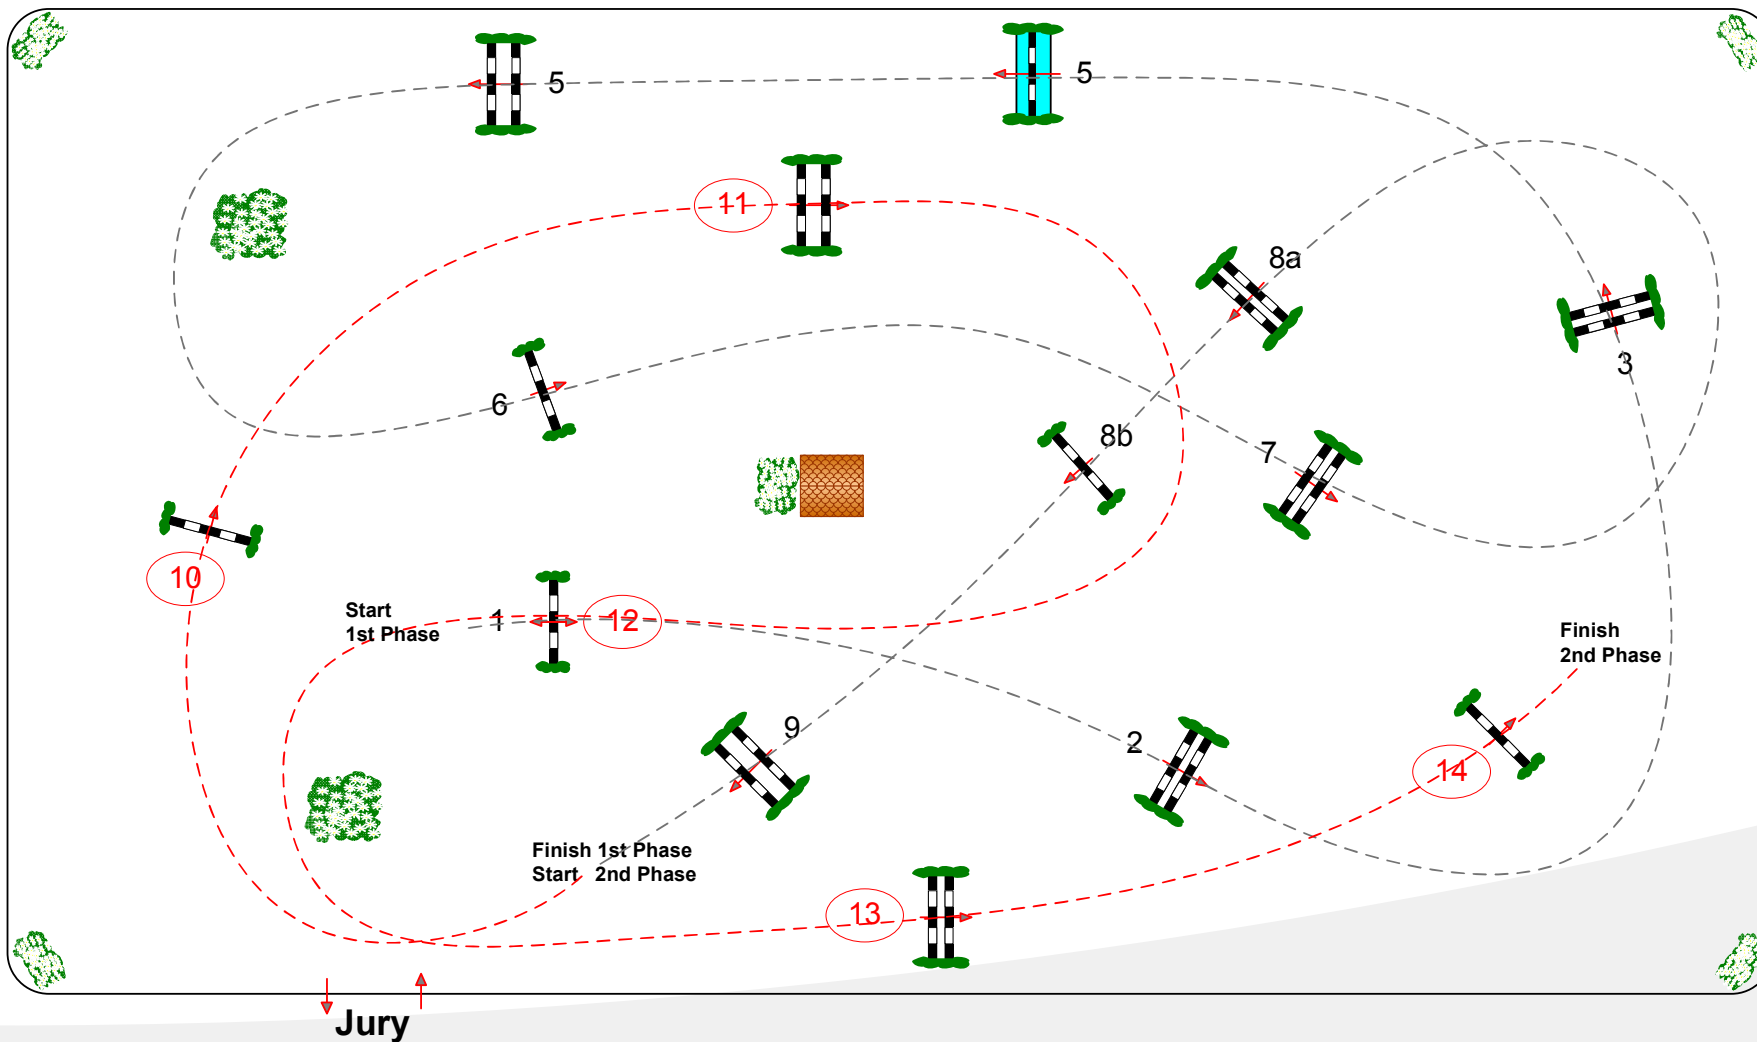 5
5
11
8a
3
6
8b
7
10
Start
1st Phase
1
12
Finish
2nd Phase
9
2
14
Finish 1st Phase
Start 2nd Phase
13
Jury